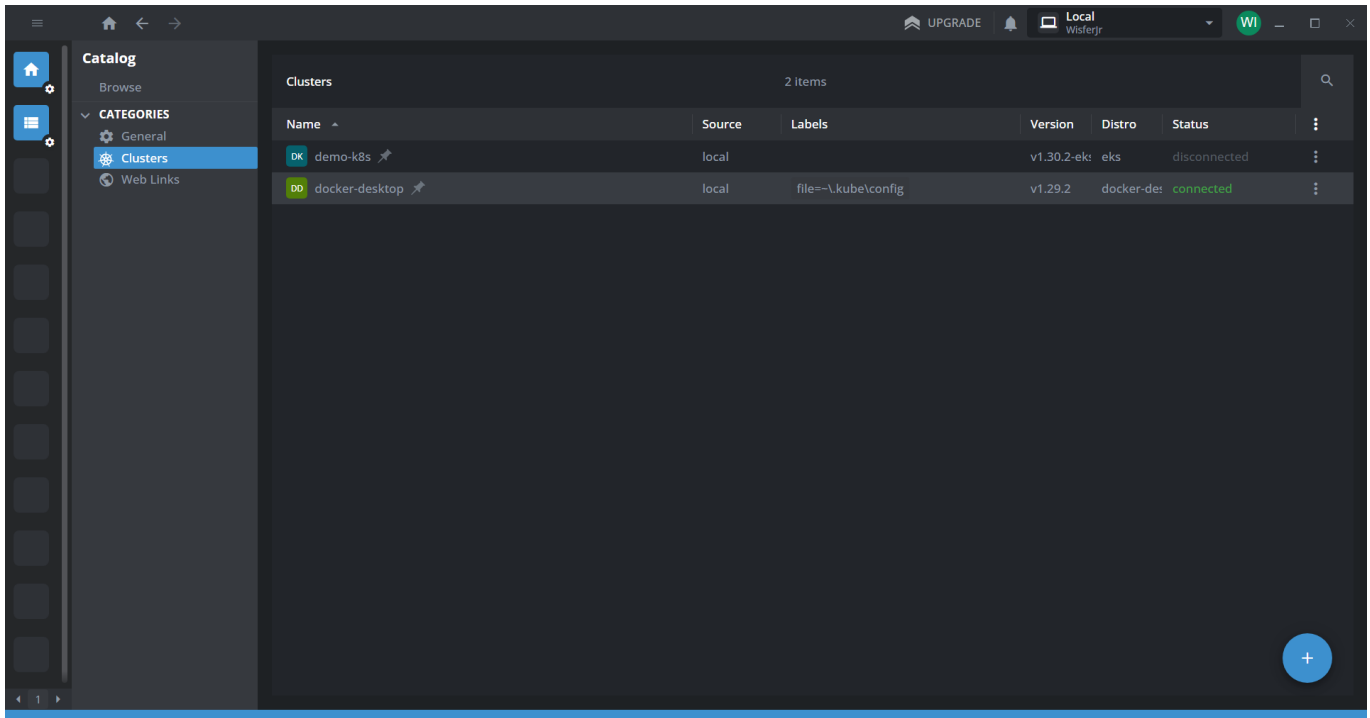 UPGRADE
Local
WisferJr
WI
Catalog
Browse
CATEGORIES
General
Clusters
Web Links
1
Clusters 2 items
Name Source Labels Version Distro Status
DK demo-k8s local v1.30.2-ek eks disconnected
DD docker-desktop local file=~\.kube\config v1.29.2 docker-de connected
+